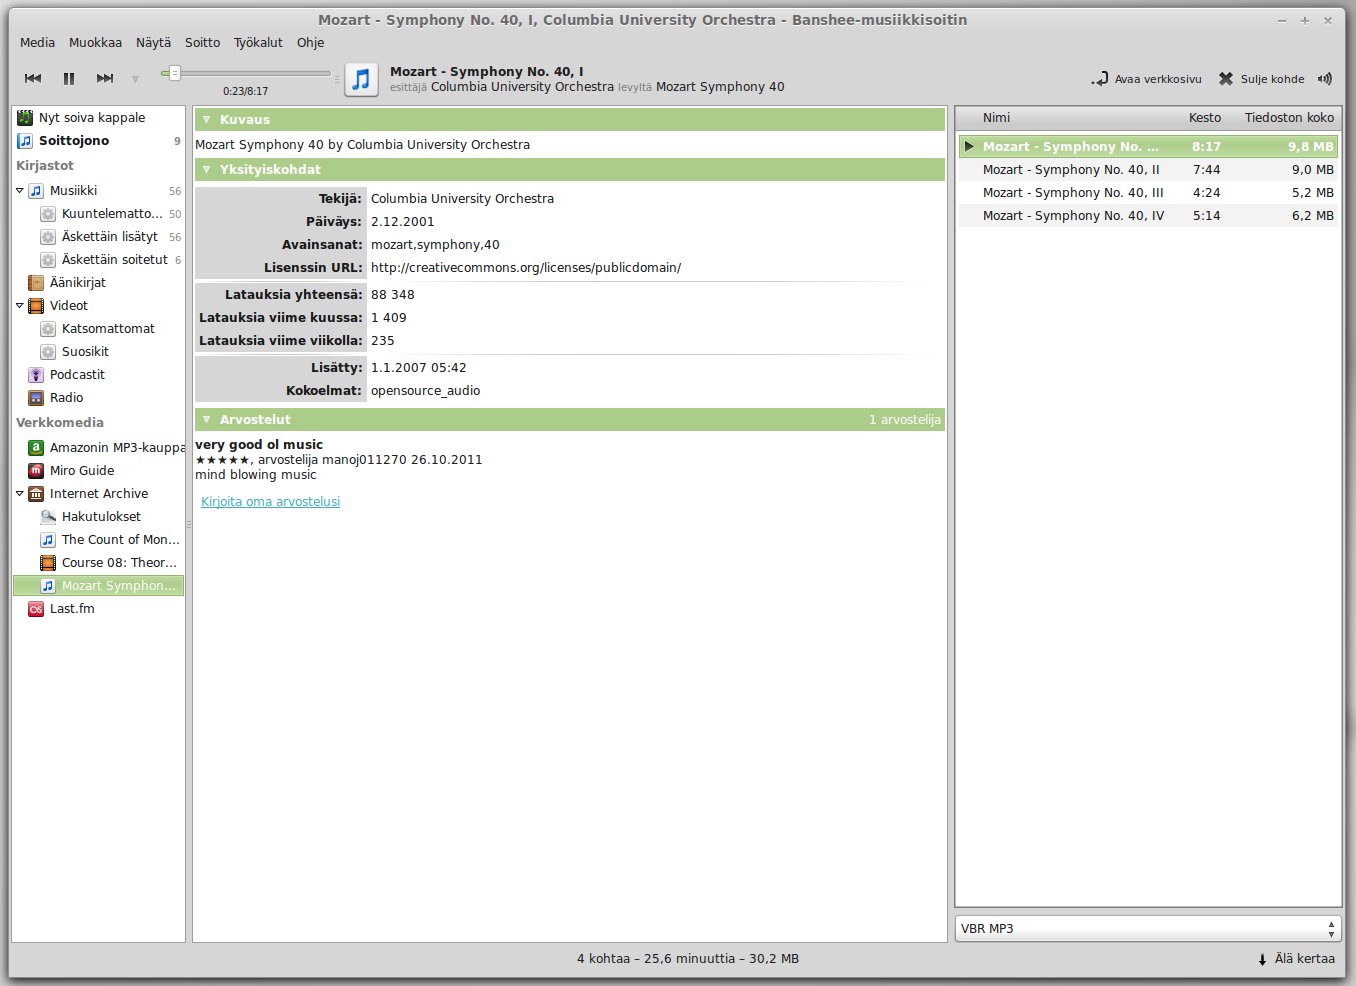 Mozart - Symphony No. 40, I, Columbia University Orchestra - Banshee-musiikkisoitin
Media Muokkaa Näytä Soitto Työkalut Ohje
0:23/8:17
Mozart - Symphony No. 40, I
esittäjä Columbia University Orchestra levyltä Mozart Symphony 40
Avaa verkkosivu Sulje kohde
Nyt soiva kappale
Soittojono 9
Kirjastot
Musiikki 56
Kuuntelematto... 50
Äskettäin lisätyt 56
Äskettäin soitetut 6
Äänikirjat
Videot
Katsomattomat
Suosikit
Podcastit
Radio
Verkkomedia
Amazonin MP3-kauppa
Miro Guide
Internet Archive
Hakutulokset
The Count of Mon...
Course 08: Theor...
Mozart Symphon...
Last.fm
Kuvaus
Mozart Symphony 40 by Columbia University Orchestra
Yksityiskohdat
Tekijä: Columbia University Orchestra
Päiväys: 2.12.2001
Avainsanat: mozart,symphony,40
Lisenssin URL: http://creativecommons.org/licenses/publicdomain/
Latauksia yhteensä: 88 348
Latauksia viime kuussa: 1 409
Latauksia viime viikolla: 235
Lisätty: 1.1.2007 05:42
Kokoelmat: opensource_audio
Arvostelut 1 arvostelija
very good ol music
★★★★★, arvostelija manoj011270 26.10.2011
mind blowing music
Kirjoita oma arvostelusi
Nimi Kesto Tiedoston koko
Mozart - Symphony No. ... 8:17 9,8 MB
Mozart - Symphony No. 40, II 7:44 9,0 MB
Mozart - Symphony No. 40, III 4:24 5,2 MB
Mozart - Symphony No. 40, IV 5:14 6,2 MB
VBR MP3
4 kohtaa – 25,6 minuuttia – 30,2 MB
Älä kertaa